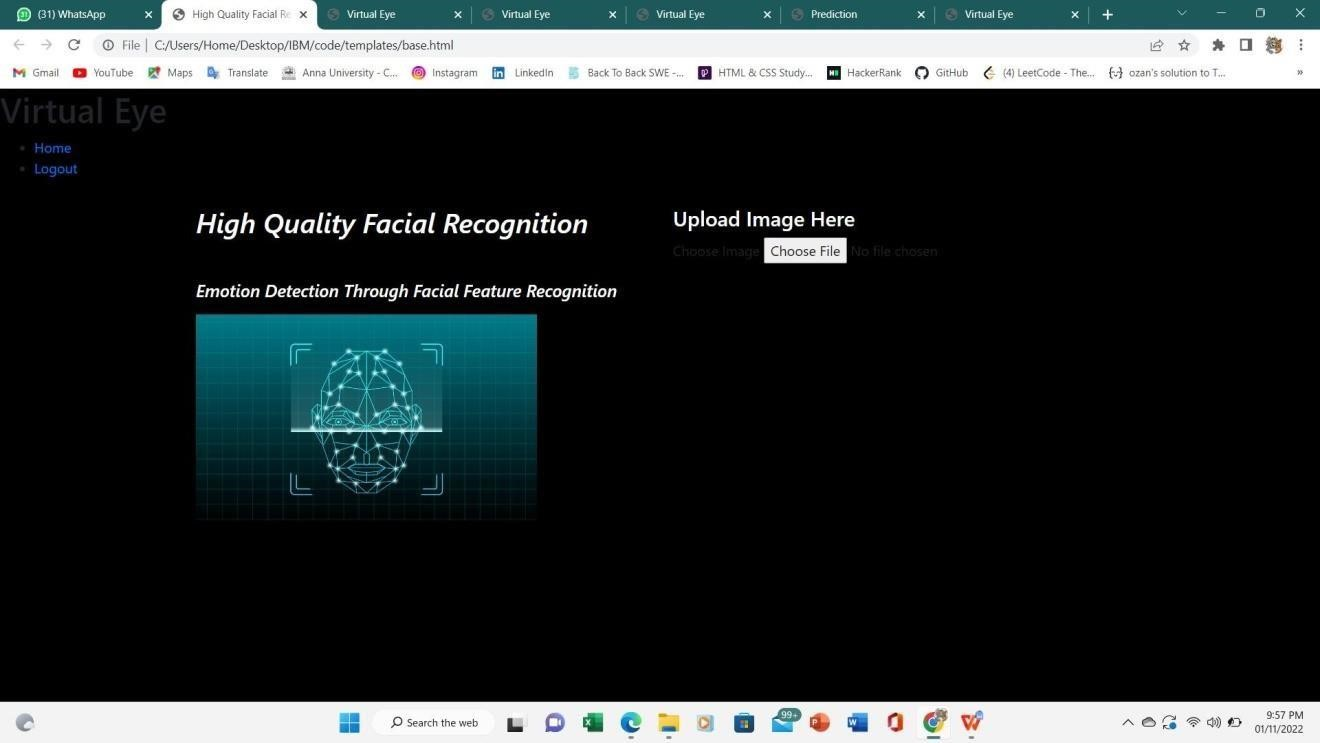 (31) WhatsApp
High Quality Facial Re
Virtual Eye
Virtual Eye
Virtual Eye
Prediction
Virtual Eye
File | C:/Users/Home/Desktop/IBM/code/templates/base.html
Gmail
YouTube
Maps
Translate
Anna University - C...
Instagram
LinkedIn
Back To Back SWE -...
HTML & CSS Study...
HackerRank
GitHub
(4) LeetCode - The...
ozan's solution to T...
»
Virtual Eye
Home
Logout
High Quality Facial Recognition
Emotion Detection Through Facial Feature Recognition
Upload Image Here
Choose Image Choose File No file chosen
Search the web
99+
9:57 PM
01/11/2022